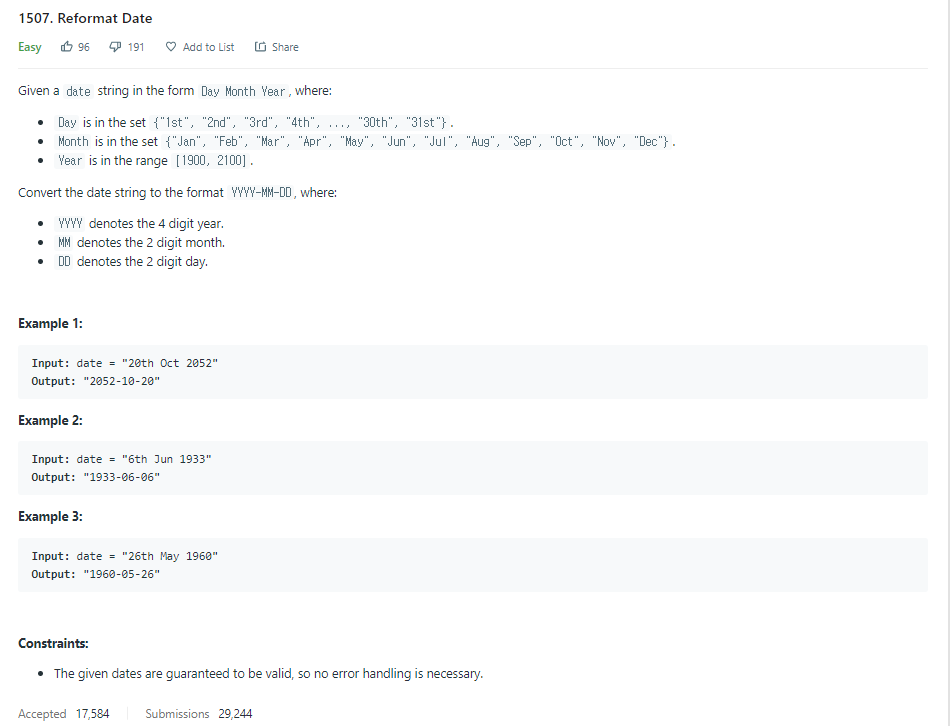 1507. Reformat Date
Easy 96 191 Add to List Share
Given a date string in the form Day Month Year , where:
• Day is in the set {"1st", "2nd", "3rd", "4th", ..., "30th", "31st"} .
• Month is in the set {"Jan", "Feb", "Mar", "Apr", "May", "Jun", "Jul", "Aug", "Sep", "Oct", "Nov", "Dec"} .
• Year is in the range [1900, 2100] .
Convert the date string to the format YYYY-MM-DD , where:
• YYYY denotes the 4 digit year.
• MM denotes the 2 digit month.
• DD denotes the 2 digit day.
Example 1:
Input: date = "20th Oct 2052"
Output: "2052-10-20"
Example 2:
Input: date = "6th Jun 1933"
Output: "1933-06-06"
Example 3:
Input: date = "26th May 1960"
Output: "1960-05-26"
Constraints:
• The given dates are guaranteed to be valid, so no error handling is necessary.
Accepted 17,584 Submissions 29,244